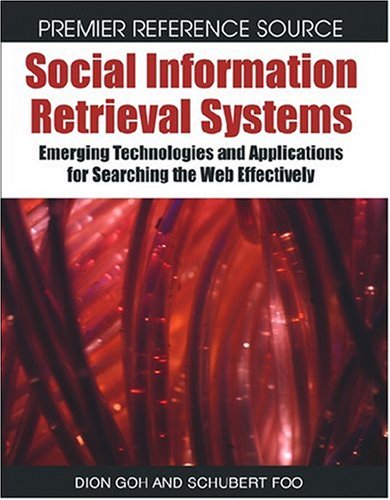 PREMIER REFERENCE SOURCE
Social Information
Retrieval Systems
Emerging Technologies and Applications
for Searching the Web Effectively
DION GOH AND SCHUBERT FOO